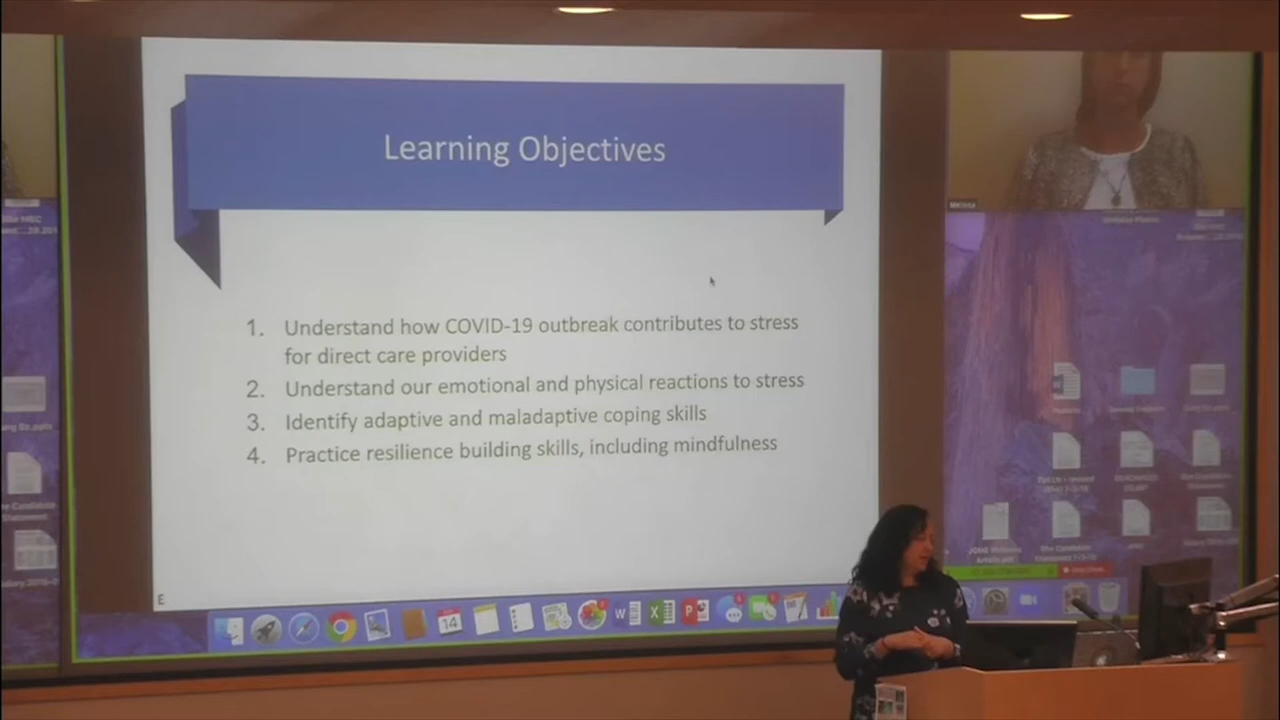 Learning Objectives
1. Understand how COVID-19 outbreak contributes to stress
for direct care providers
2. Understand our emotional and physical reactions to stress
3. Identify adaptive and maladaptive coping skills
4. Practice resilience building skills, including mindfulness
E
14